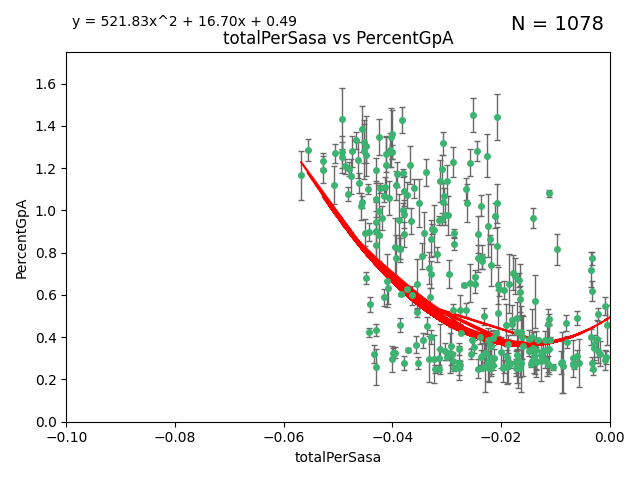 y = 521.83x^2 + 16.70x + 0.49
N = 1078
totalPerSasa vs PercentGpA
1.6
1.4
1.2
1.0
0.8
0.6
0.4
0.2
0.0
PercentGpA
−0.10 −0.08 −0.06 −0.04 −0.02 0.00
totalPerSasa